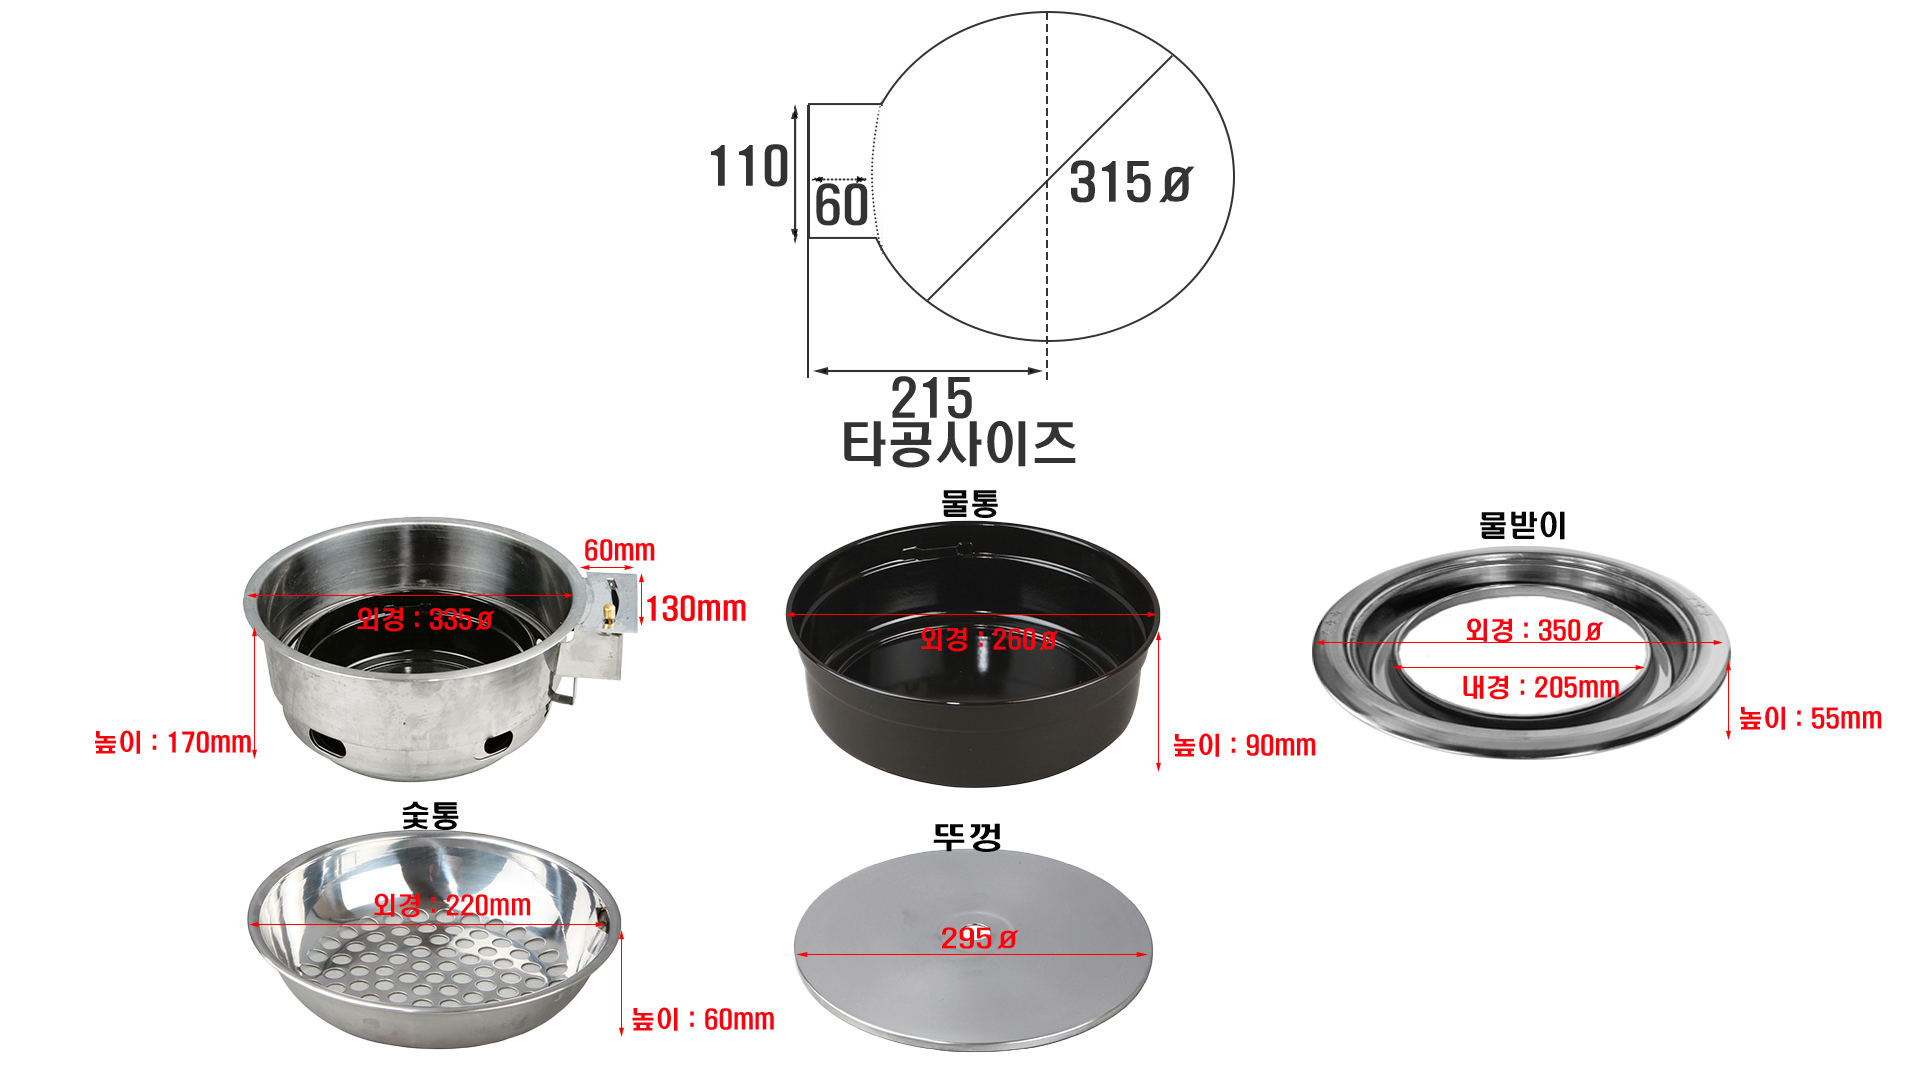 110
60
315ø
215
타공사이즈
60mm
130mm
외경 : 335ø
높이 : 170mm
물통
외경 : 260ø
높이 : 90mm
물받이
외경 : 350ø
내경 : 205mm
높이 : 55mm
숯통
외경 : 220mm
높이 : 60mm
뚜껑
295ø